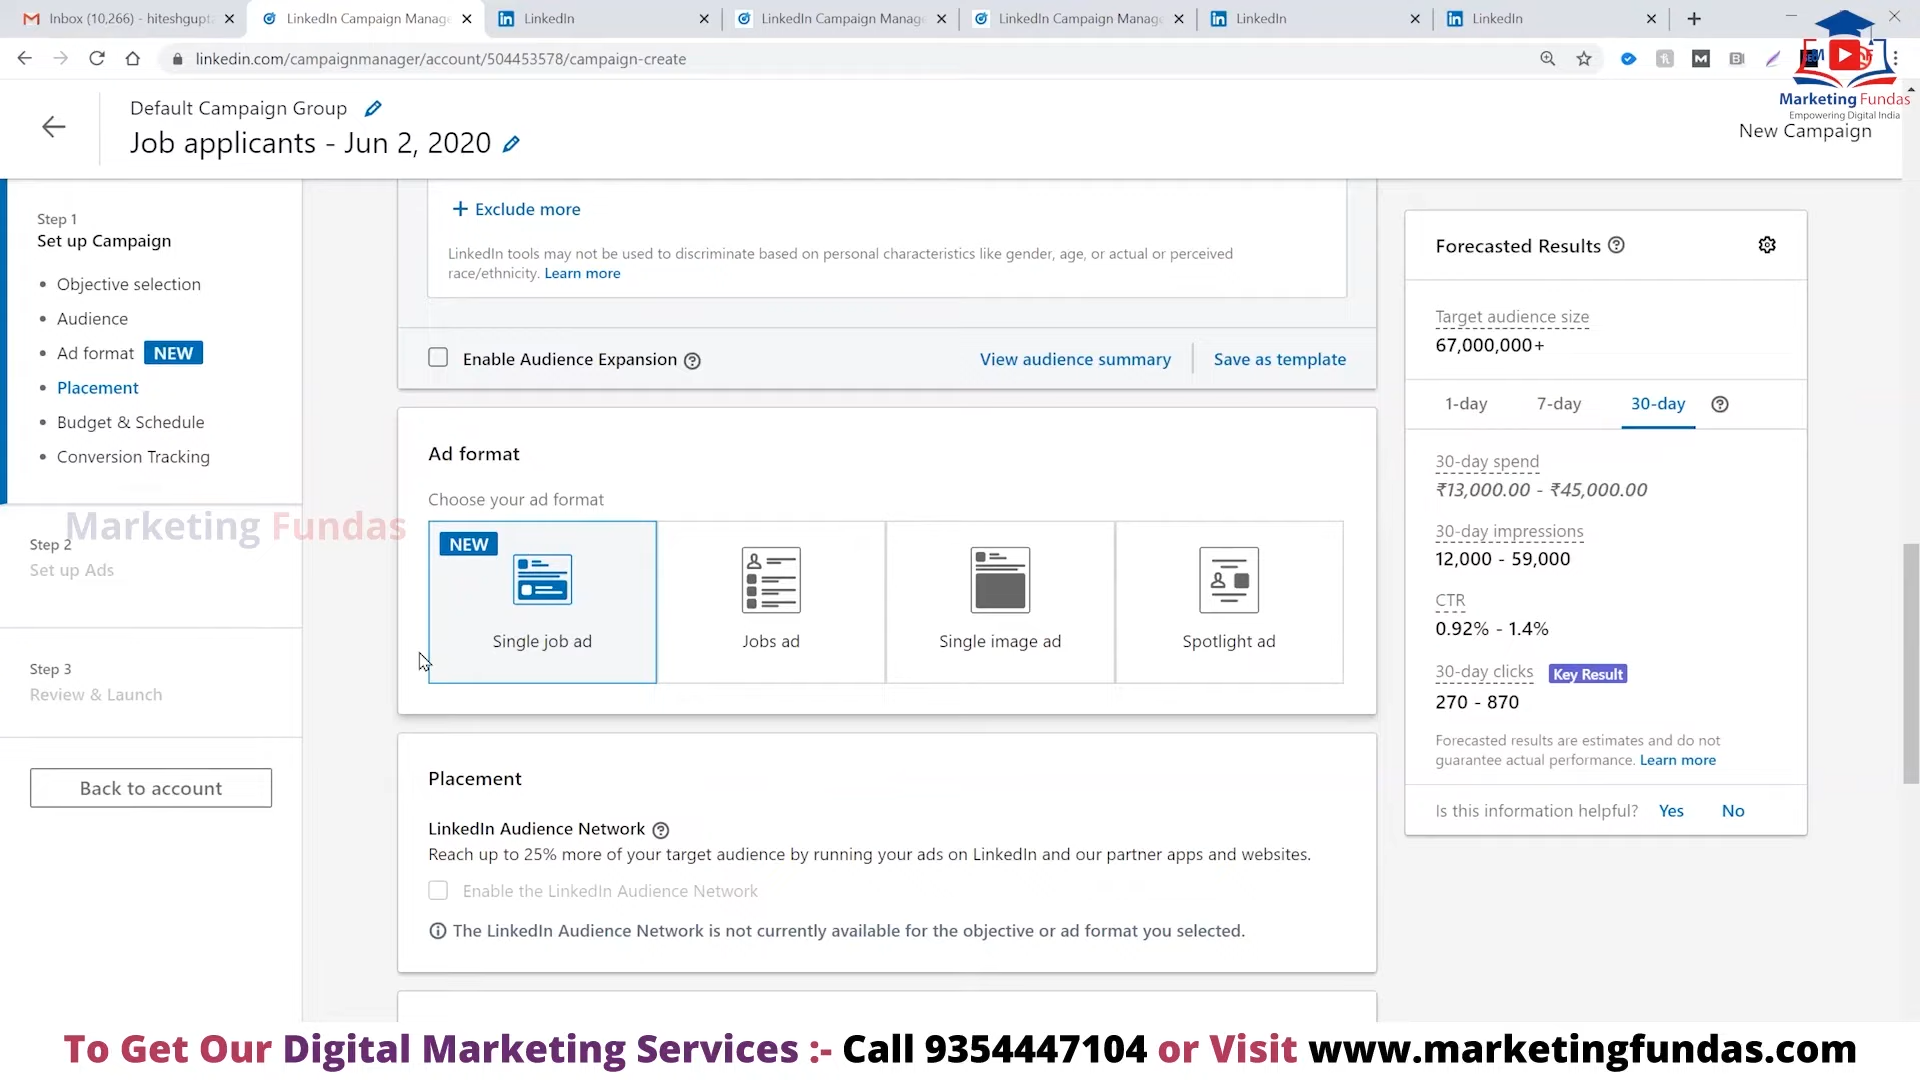 Inbox (10,266) - hiteshgupt
LinkedIn Campaign Manage
LinkedIn
LinkedIn Campaign Manage
LinkedIn Campaign Manag
LinkedIn
LinkedIn
linkedin.com/campaignmanager/account/504453578/campaign-create
Marketing Fundas
Empowering Digital India
Default Campaign Group
Job applicants - Jun 2, 2020
New Campaign
Step 1
Set up Campaign
Objective selection
Audience
Ad format NEW
Placement
Budget & Schedule
Conversion Tracking
Marketing Fundas
Step 2
Set up Ads
Step 3
Review & Launch
Back to account
+ Exclude more
LinkedIn tools may not be used to discriminate based on personal characteristics like gender, age, or actual or perceived
race/ethnicity. Learn more
Enable Audience Expansion
View audience summary
Save as template
Ad format
Choose your ad format
NEW
Single job ad
Jobs ad
Single image ad
Spotlight ad
Placement
LinkedIn Audience Network
Reach up to 25% more of your target audience by running your ads on LinkedIn and our partner apps and websites.
Enable the LinkedIn Audience Network
The LinkedIn Audience Network is not currently available for the objective or ad format you selected.
Forecasted Results
Target audience size
67,000,000+
1-day
7-day
30-day
30-day spend
₹13,000.00 - ₹45,000.00
30-day impressions
12,000 - 59,000
CTR
0.92% - 1.4%
30-day clicks Key Result
270 - 870
Forecasted results are estimates and do not
guarantee actual performance. Learn more
Is this information helpful? Yes No
To Get Our Digital Marketing Services :- Call 9354447104 or Visit www.marketingfundas.com